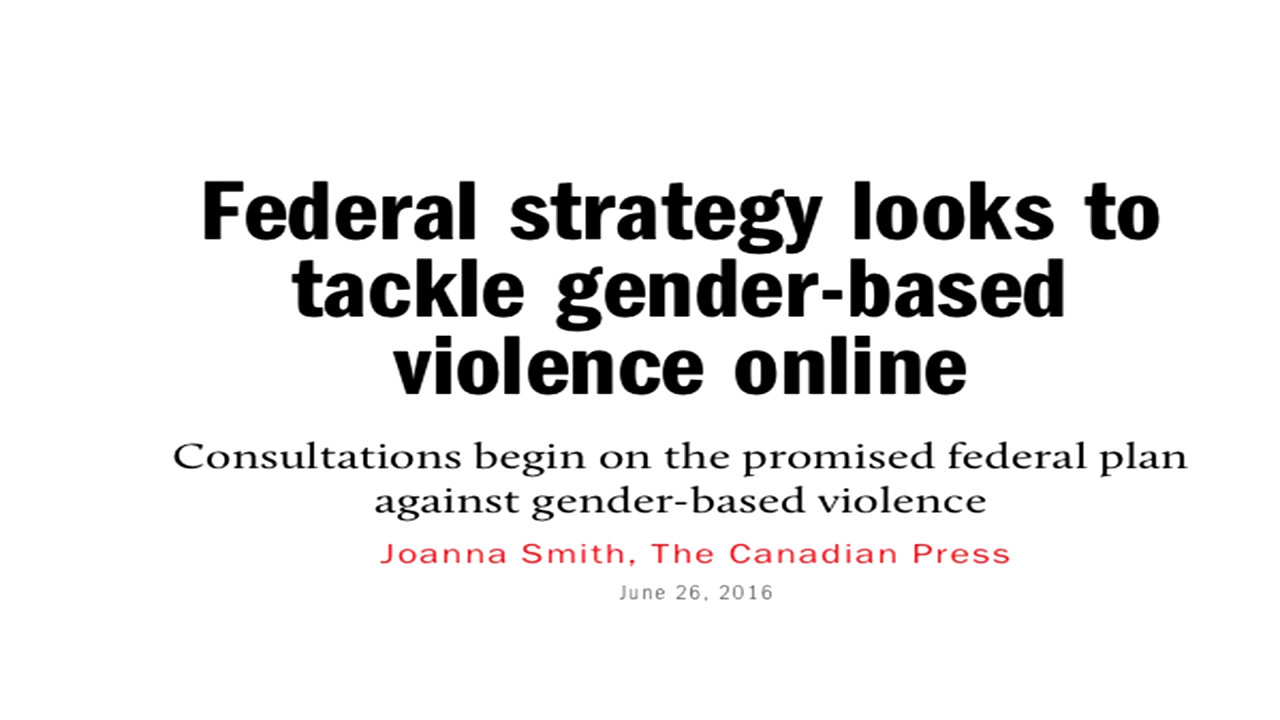 Federal strategy looks to
tackle gender-based
violence online
Consultations begin on the promised federal plan
against gender-based violence
Joanna Smith, The Canadian Press
June 26, 2016